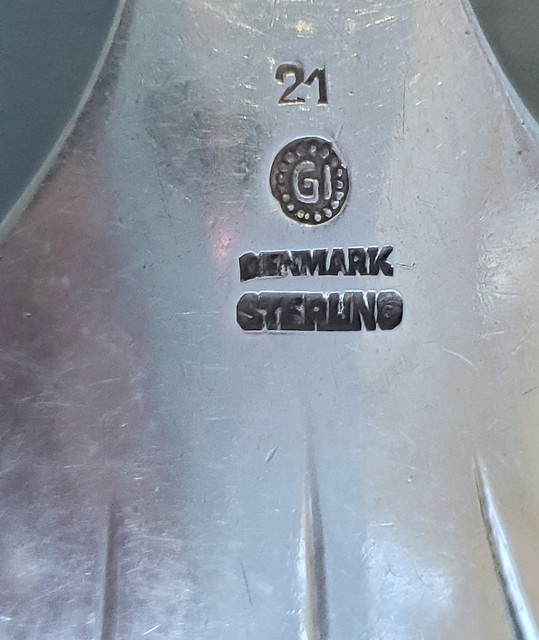 21
GI
DENMARK
STERLING